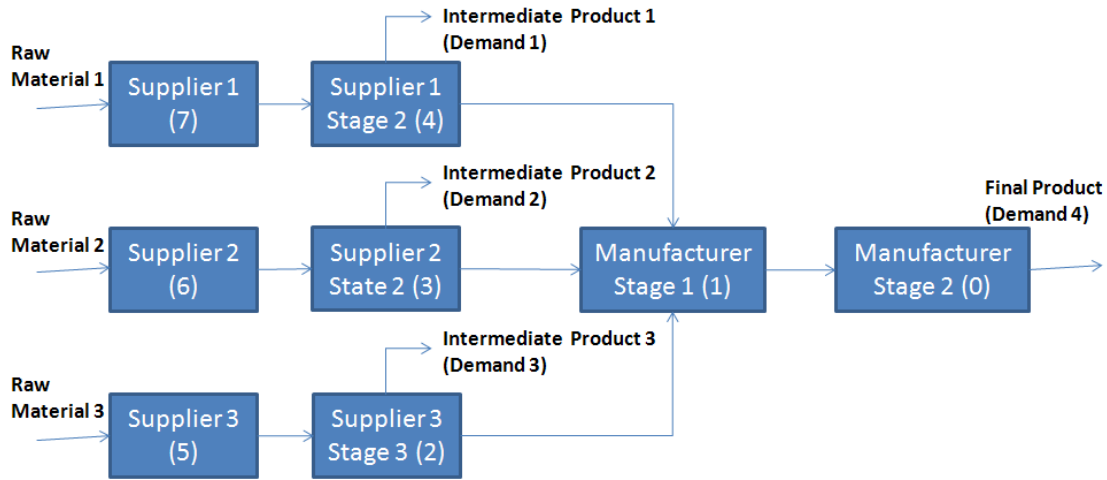 Intermediate Product 1
(Demand 1)
Raw
Material 1
Supplier 1
(7)
Supplier 1
Stage 2 (4)
Intermediate Product 2
(Demand 2)
Final Product
(Demand 4)
Raw
Material 2
Supplier 2
(6)
Supplier 2
State 2 (3)
Manufacturer
Stage 1 (1)
Manufacturer
Stage 2 (0)
Intermediate Product 3
(Demand 3)
Raw
Material 3
Supplier 3
(5)
Supplier 3
Stage 3 (2)